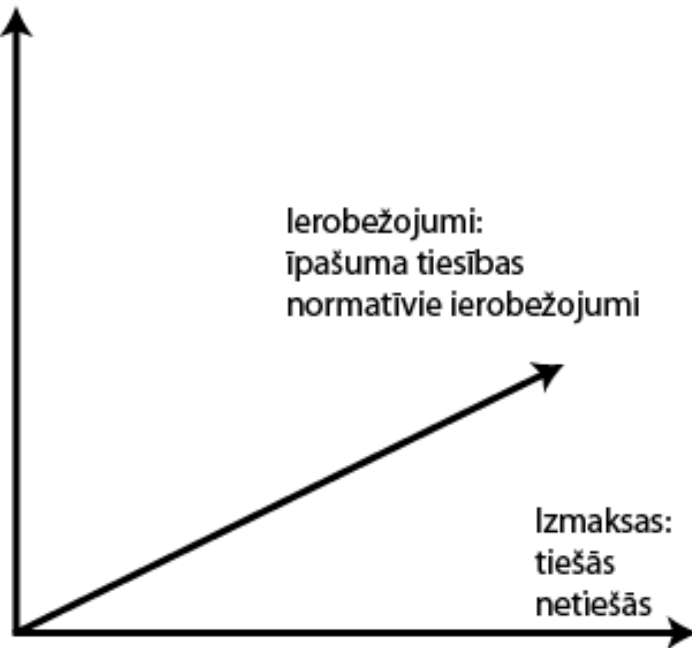 Ierobežojumi:
īpašuma tiesības
normatīvie ierobežojumi
Izmaksas:
tiešās
netiešās